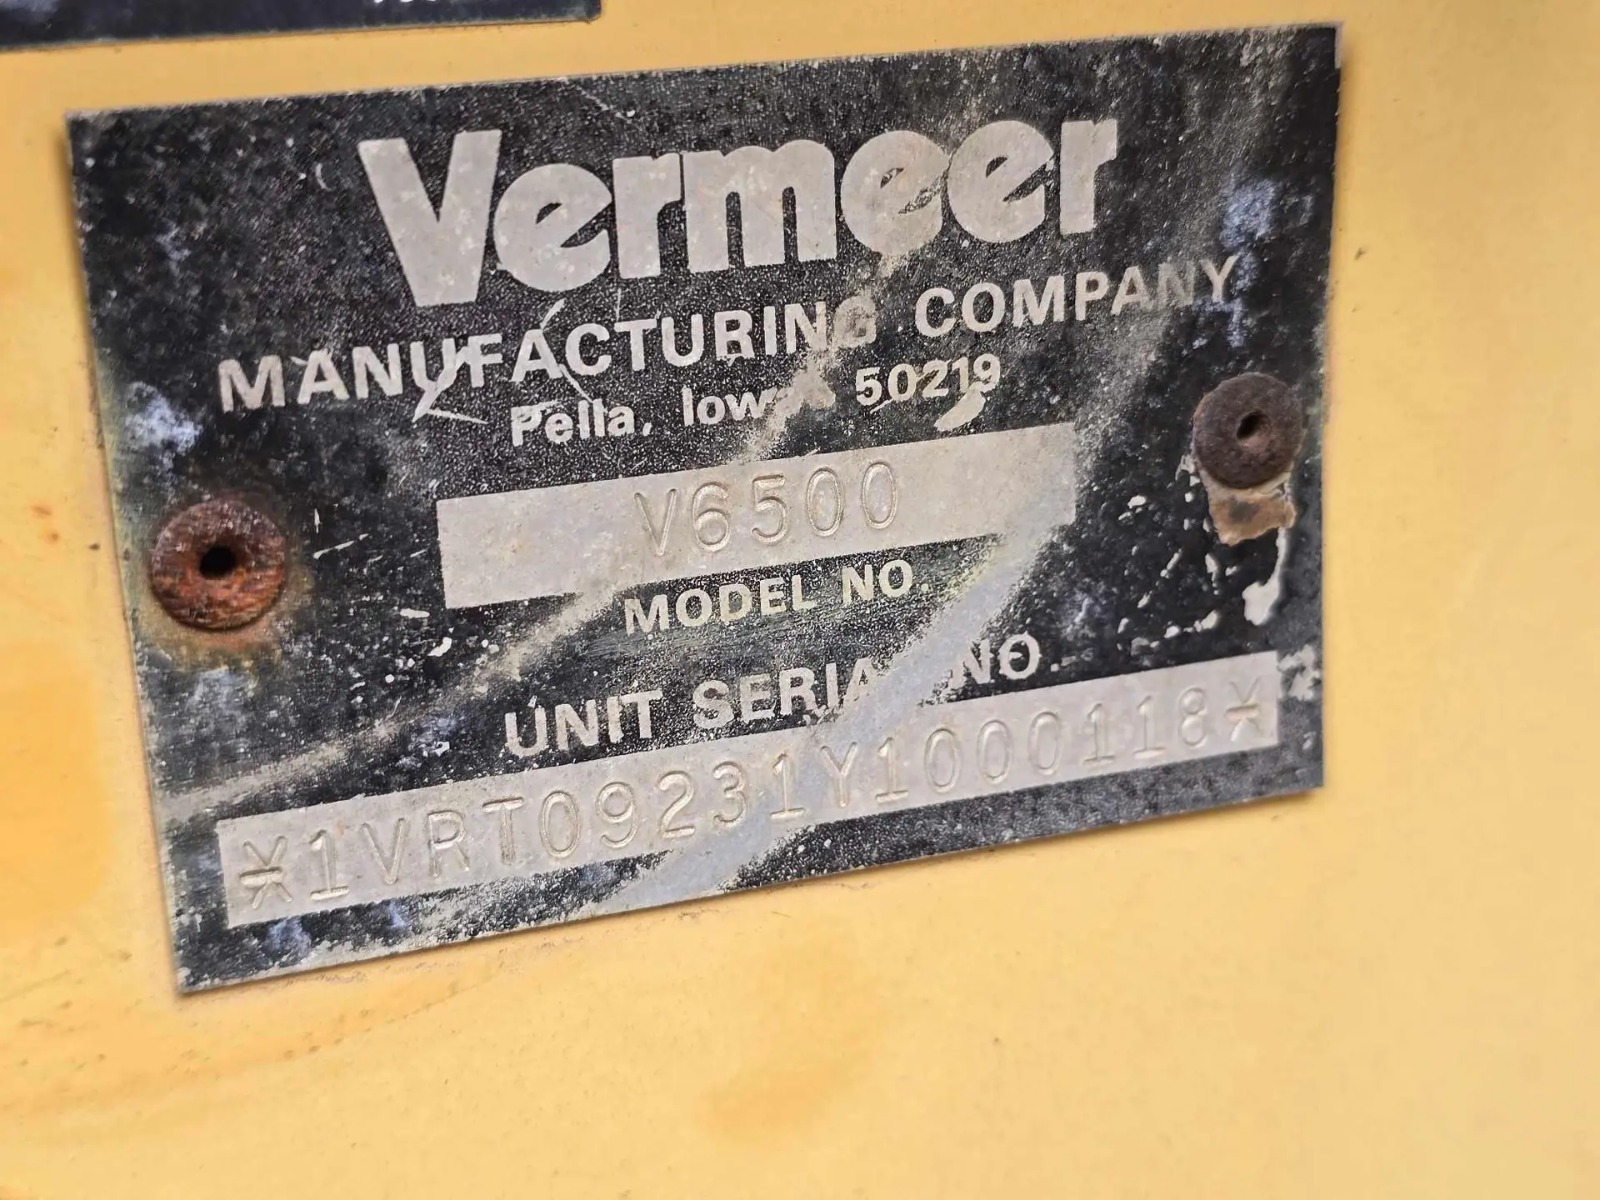 Vermeer
MANUFACTURING COMPANY
Pella, Iowa 50219
V6500
MODEL NO.
UNIT SERIAL NO.
*1VRT09231Y1000118*